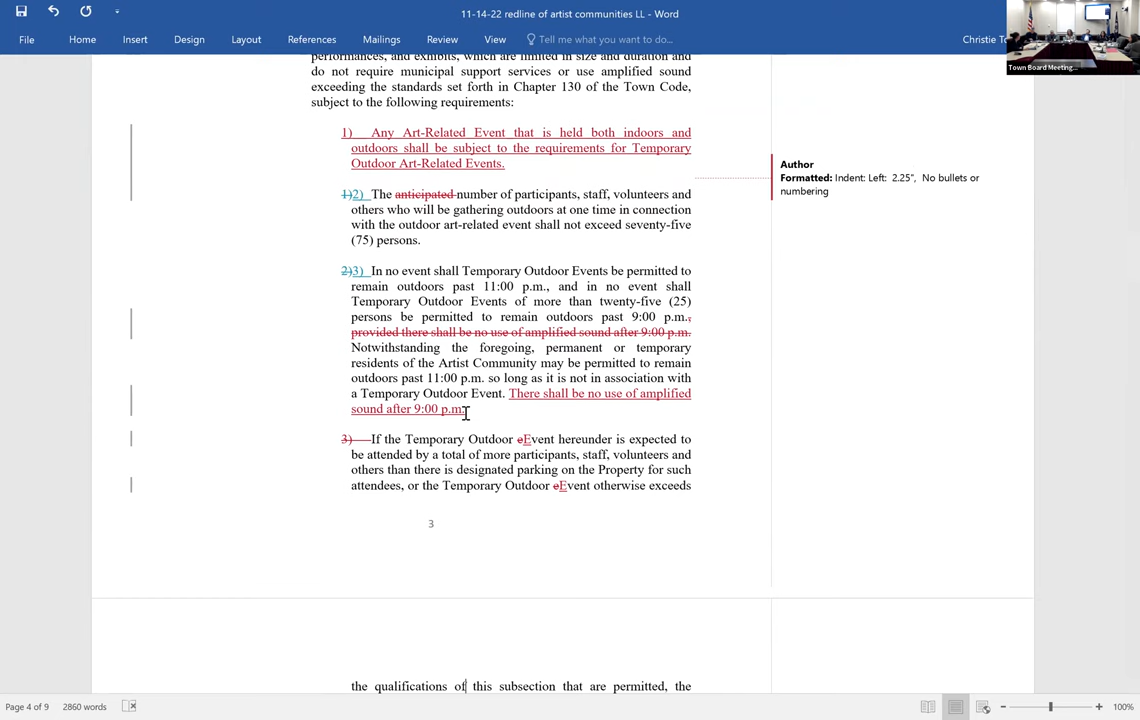 11-14-22 redline of artist communities LL - Word
File Home Insert Design Layout References Mailings Review View Tell me what you want to do... Christie To
Town Board Meeting...
performances, and exhibits, which are limited in size and duration and
do not require municipal support services or use amplified sound
exceeding the standards set forth in Chapter 130 of the Town Code,
subject to the following requirements:
1) Any Art-Related Event that is held both indoors and
outdoors shall be subject to the requirements for Temporary
Outdoor Art-Related Events.
Author
Formatted: Indent: Left: 2.25", No bullets or
numbering
1)2) The anticipated number of participants, staff, volunteers and
others who will be gathering outdoors at one time in connection
with the outdoor art-related event shall not exceed seventy-five
(75) persons.
2)3) In no event shall Temporary Outdoor Events be permitted to
remain outdoors past 11:00 p.m., and in no event shall
Temporary Outdoor Events of more than twenty-five (25)
persons be permitted to remain outdoors past 9:00 p.m.,
provided there shall be no use of amplified sound after 9:00 p.m.
Notwithstanding the foregoing, permanent or temporary
residents of the Artist Community may be permitted to remain
outdoors past 11:00 p.m. so long as it is not in association with
a Temporary Outdoor Event. There shall be no use of amplified
sound after 9:00 p.m.
3) If the Temporary Outdoor eEvent hereunder is expected to
be attended by a total of more participants, staff, volunteers and
others than there is designated parking on the Property for such
attendees, or the Temporary Outdoor eEvent otherwise exceeds
3
the qualifications of this subsection that are permitted, the
Page 4 of 9 2860 words 100%